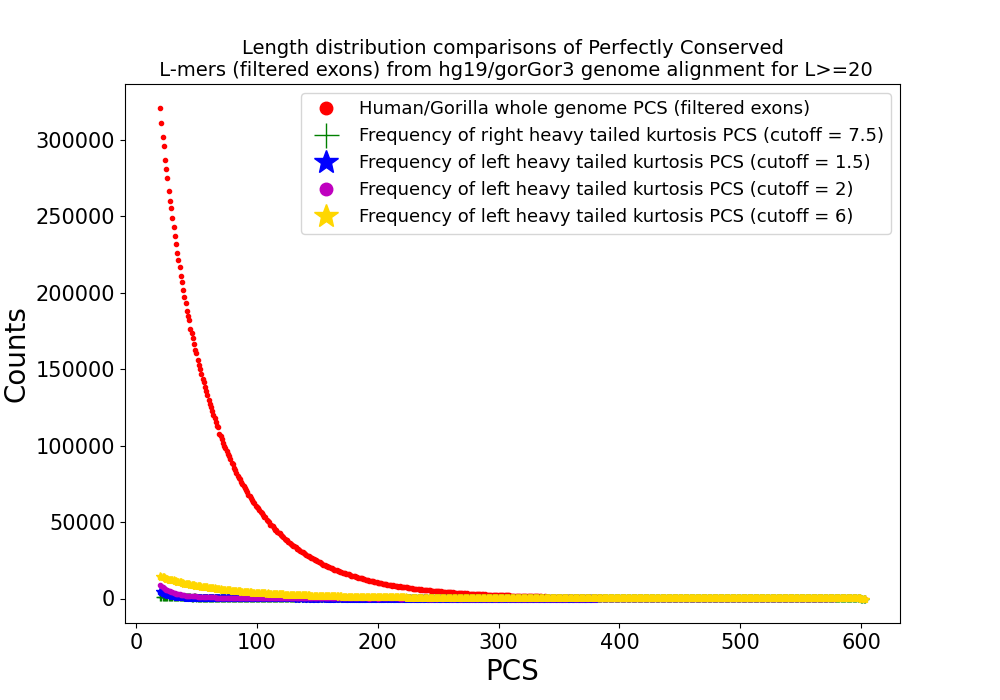 Length distribution comparisons of Perfectly Conserved
L-mers (filtered exons) from hg19/gorGor3 genome alignment for L>=20
Human/Gorilla whole genome PCS (filtered exons)
Frequency of right heavy tailed kurtosis PCS (cutoff = 7.5)
Frequency of left heavy tailed kurtosis PCS (cutoff = 1.5)
Frequency of left heavy tailed kurtosis PCS (cutoff = 2)
Frequency of left heavy tailed kurtosis PCS (cutoff = 6)
Counts
300000
250000
200000
150000
100000
50000
0
0 100 200 300 400 500 600
PCS